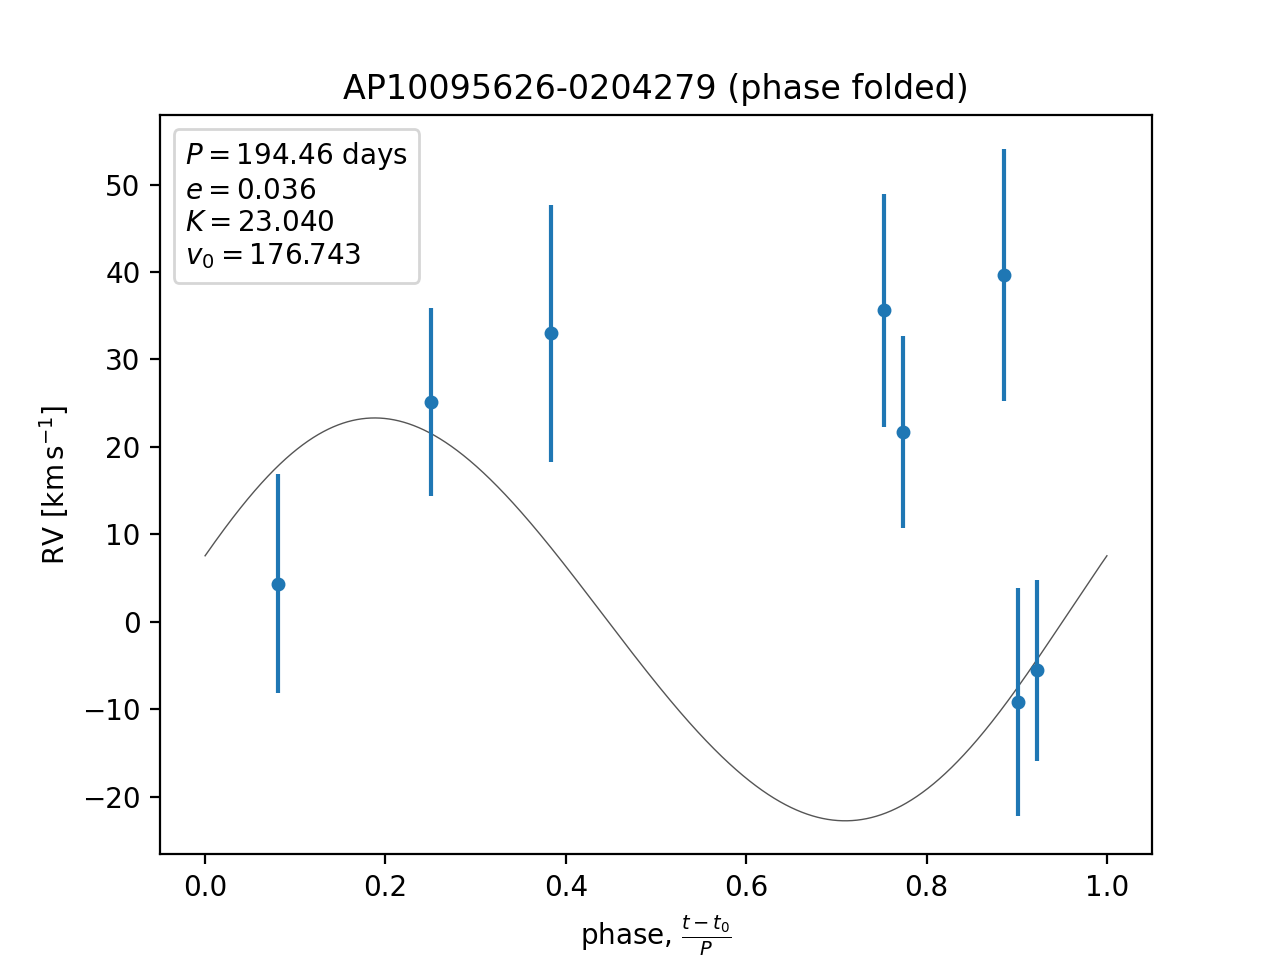 AP10095626-0204279 (phase folded)
P = 194.46 days
e = 0.036
K = 23.040
v₀ = 176.743
50
40
30
20
10
0
−10
−20
RV [km s⁻¹]
0.0 0.2 0.4 0.6 0.8 1.0
phase, (t − t₀)/P